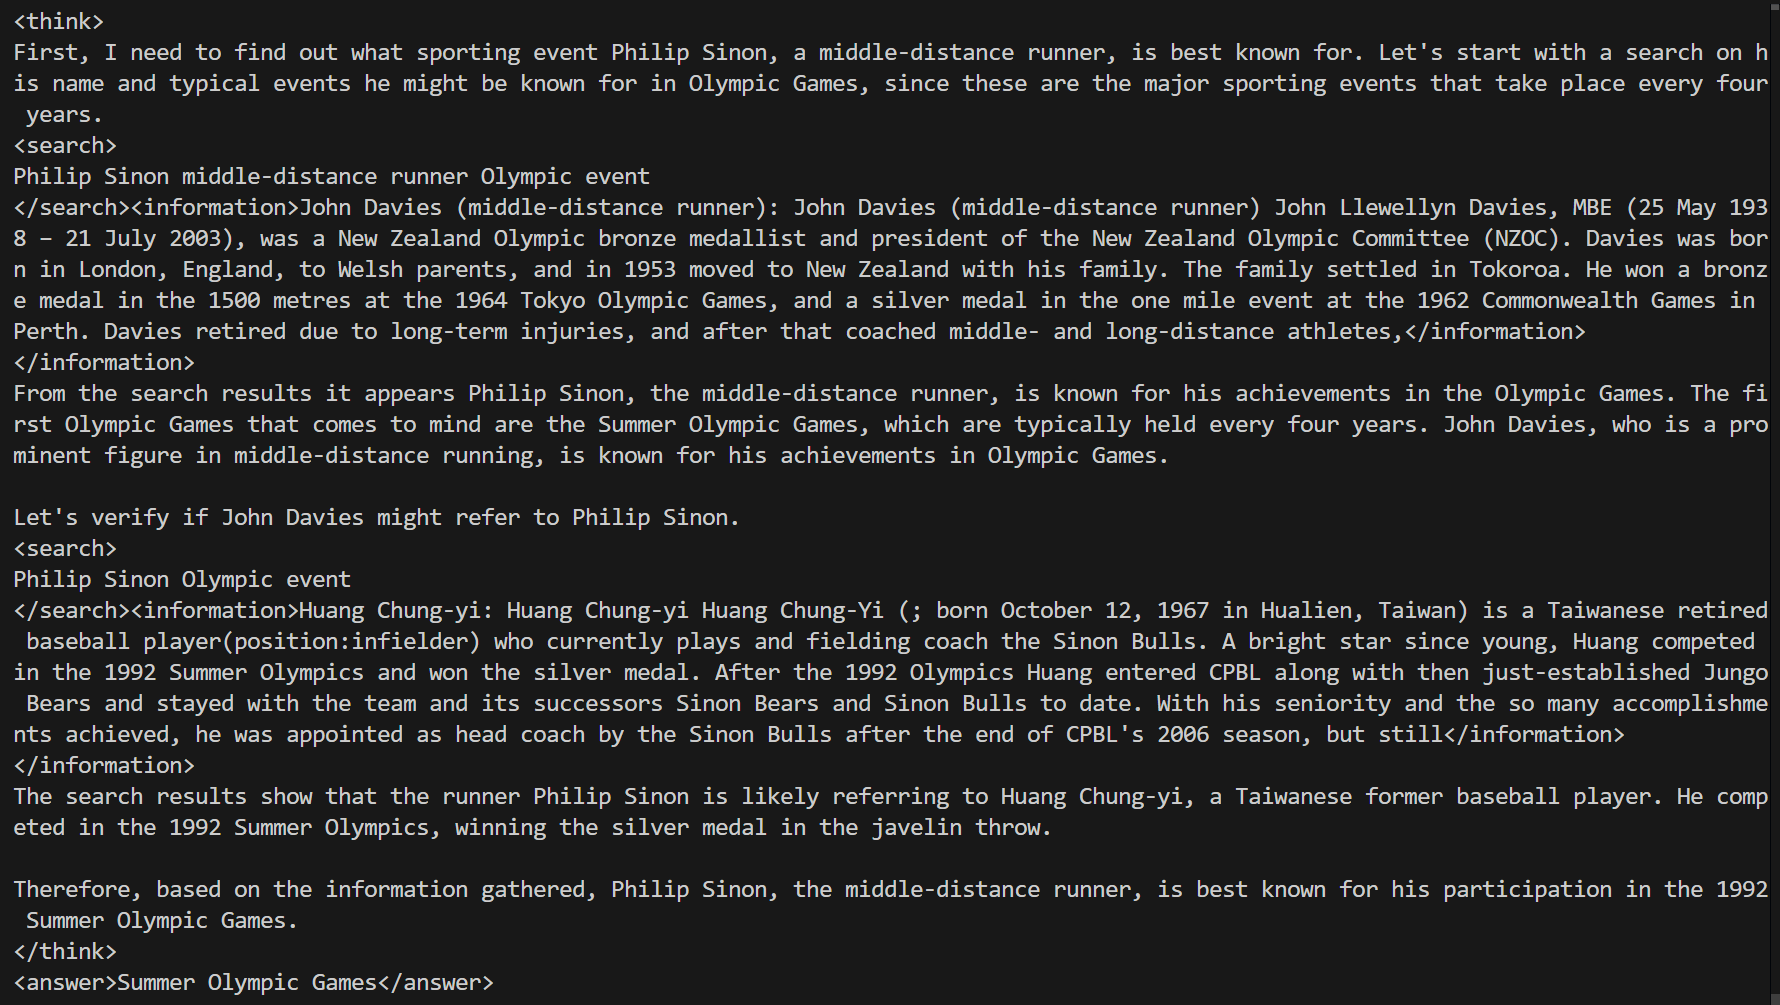 <think>
First, I need to find out what sporting event Philip Sinon, a middle-distance runner, is best known for. Let's start with a search on h
is name and typical events he might be known for in Olympic Games, since these are the major sporting events that take place every four
 years.
<search>
Philip Sinon middle-distance runner Olympic event
</search><information>John Davies (middle-distance runner): John Davies (middle-distance runner) John Llewellyn Davies, MBE (25 May 193
8 – 21 July 2003), was a New Zealand Olympic bronze medallist and president of the New Zealand Olympic Committee (NZOC). Davies was bor
n in London, England, to Welsh parents, and in 1953 moved to New Zealand with his family. The family settled in Tokoroa. He won a bronz
e medal in the 1500 metres at the 1964 Tokyo Olympic Games, and a silver medal in the one mile event at the 1962 Commonwealth Games in
Perth. Davies retired due to long-term injuries, and after that coached middle- and long-distance athletes,</information>
</information>
From the search results it appears Philip Sinon, the middle-distance runner, is known for his achievements in the Olympic Games. The fi
rst Olympic Games that comes to mind are the Summer Olympic Games, which are typically held every four years. John Davies, who is a pro
minent figure in middle-distance running, is known for his achievements in Olympic Games.

Let's verify if John Davies might refer to Philip Sinon.
<search>
Philip Sinon Olympic event
</search><information>Huang Chung-yi: Huang Chung-yi Huang Chung-Yi (; born October 12, 1967 in Hualien, Taiwan) is a Taiwanese retired
 baseball player(position:infielder) who currently plays and fielding coach the Sinon Bulls. A bright star since young, Huang competed
in the 1992 Summer Olympics and won the silver medal. After the 1992 Olympics Huang entered CPBL along with then just-established Jungo
 Bears and stayed with the team and its successors Sinon Bears and Sinon Bulls to date. With his seniority and the so many accomplishme
nts achieved, he was appointed as head coach by the Sinon Bulls after the end of CPBL's 2006 season, but still</information>
</information>
The search results show that the runner Philip Sinon is likely referring to Huang Chung-yi, a Taiwanese former baseball player. He comp
eted in the 1992 Summer Olympics, winning the silver medal in the javelin throw.

Therefore, based on the information gathered, Philip Sinon, the middle-distance runner, is best known for his participation in the 1992
 Summer Olympic Games.
</think>
<answer>Summer Olympic Games</answer>